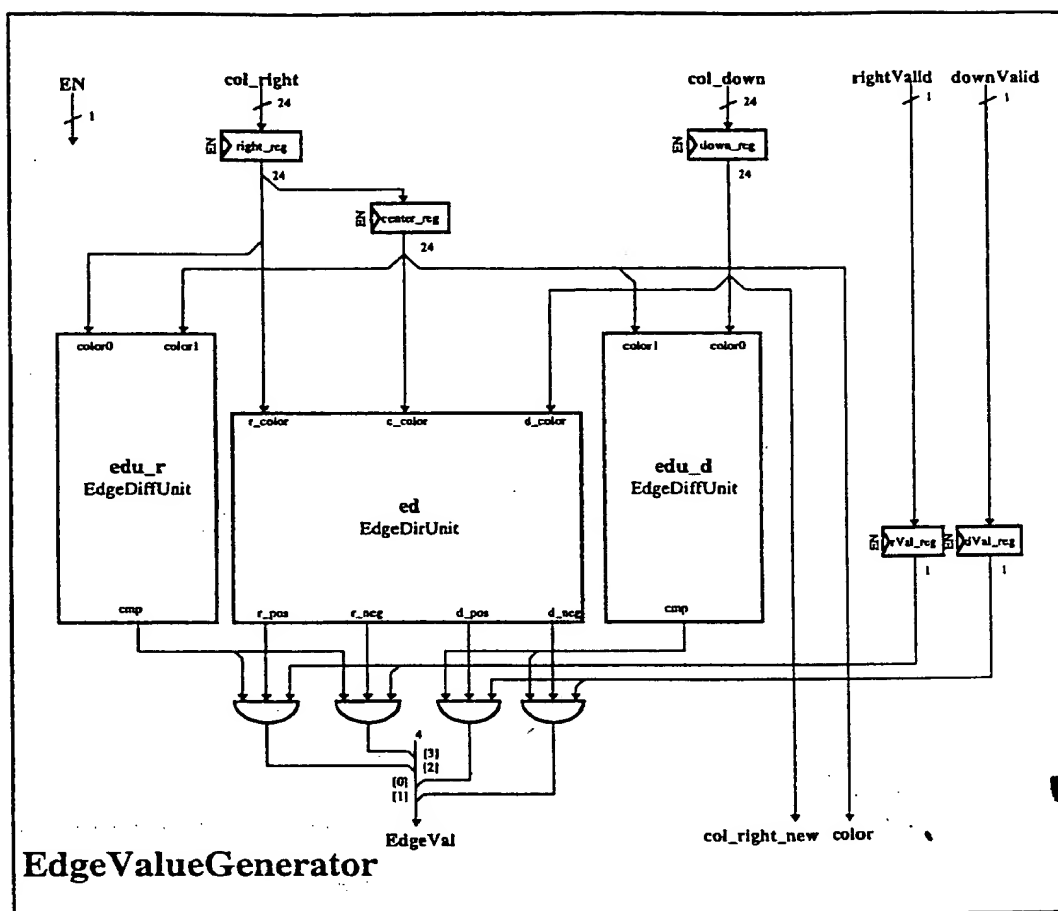 EN
col_right
col_down
rightValid
downValid
1
24
24
1
1
EN
right_reg
EN
down_reg
24
24
EN
center_reg
24
color0
color1
color1
color0
r_color
c_color
d_color
edu_r
EdgeDiffUnit
edu_d
EdgeDiffUnit
ed
EdgeDirUnit
EN
rVal_reg
EN
dVal_reg
1
1
cmp
r_pos
r_neg
d_pos
d_neg
cmp
4
[3]
[2]
[0]
[1]
EdgeVal
col_right_new
color
EdgeValueGenerator